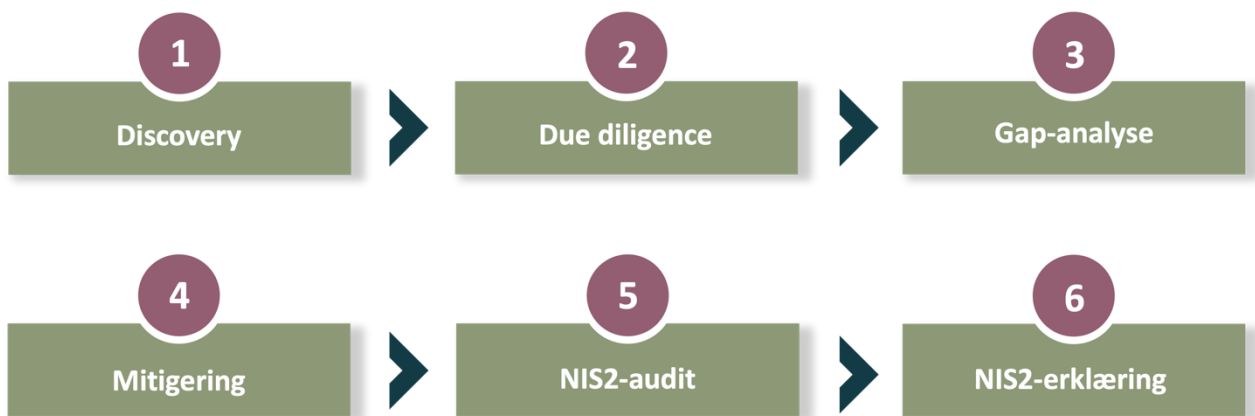 1
Discovery
2
Due diligence
3
Gap-analyse
4
Mitigering
5
NIS2-audit
6
NIS2-erklæring